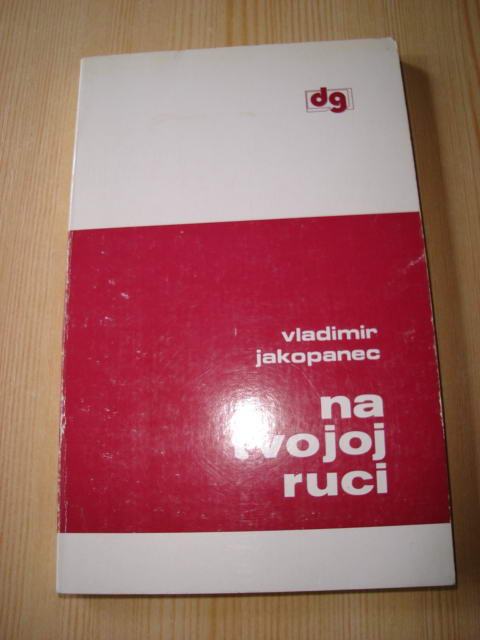 dg
vladimir
jakopanec
na
tvojoj
ruci